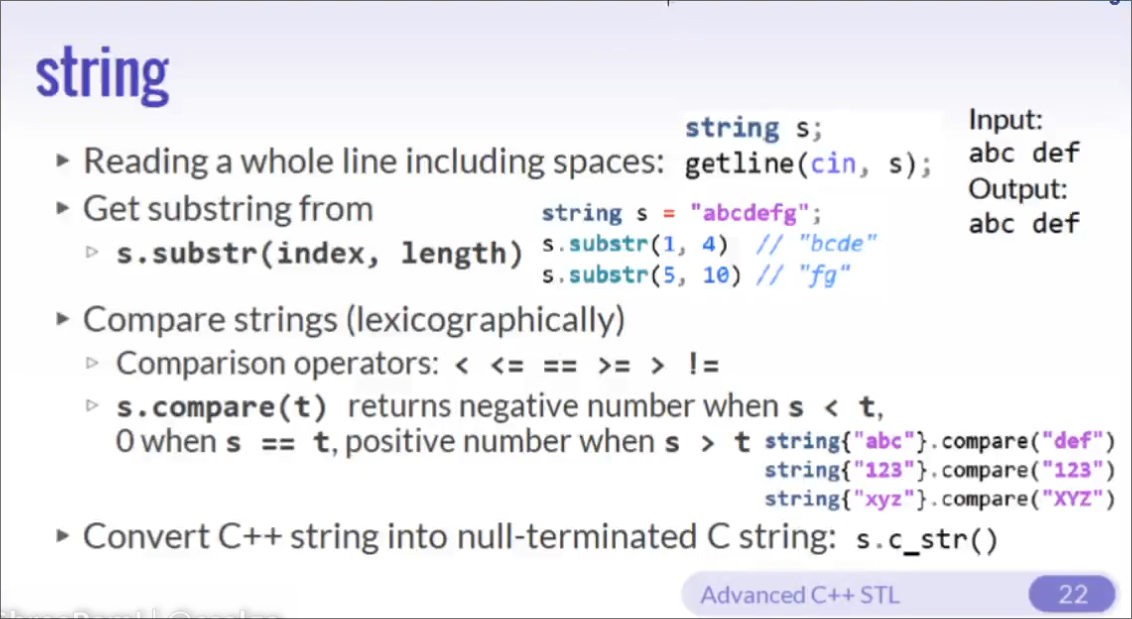 string
▸ Reading a whole line including spaces:
string s;
getline(cin, s);
Input:
abc def
Output:
abc def
▸ Get substring from
▹ s.substr(index, length)
string s = "abcdefg";
s.substr(1, 4) // "bcde"
s.substr(5, 10) // "fg"
▸ Compare strings (lexicographically)
▹ Comparison operators: < <= == >= > !=
▹ s.compare(t) returns negative number when s < t,
0 when s == t, positive number when s > t
string{"abc"}.compare("def")
string{"123"}.compare("123")
string{"xyz"}.compare("XYZ")
▸ Convert C++ string into null-terminated C string: s.c_str()
Advanced C++ STL
22